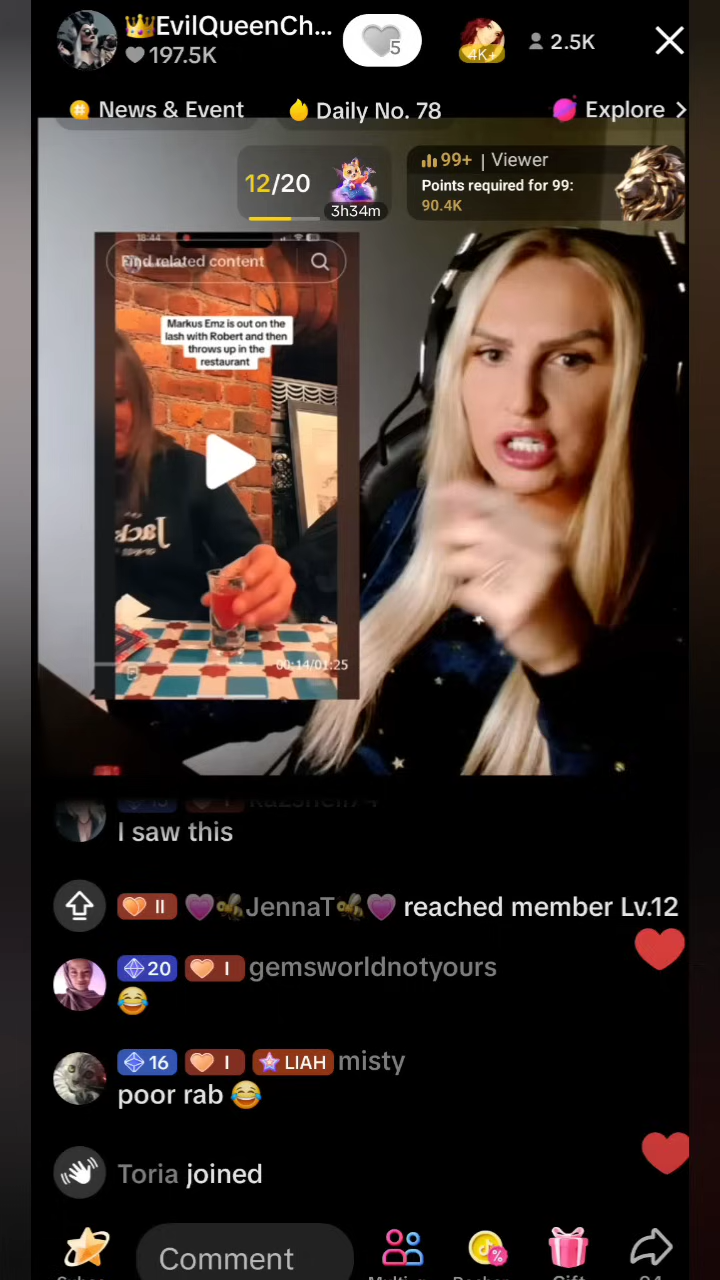 👑EvilQueenCh...
197.5K
5
4K+
2.5K
News & Event
Daily No. 78
Explore
12/20
3h34m
99+ | Viewer
Points required for 99:
90.4K
18:44
Find related content
Markus Emz is out on the
lash with Robert and then
throws up in the
restaurant
Jack
00:14/01:25
I saw this
II 💜🐝JennaT🐝💜 reached member Lv.12
20 I gemsworldnotyours
😂
16 I LIAH misty
poor rab 😂
Toria joined
Comment